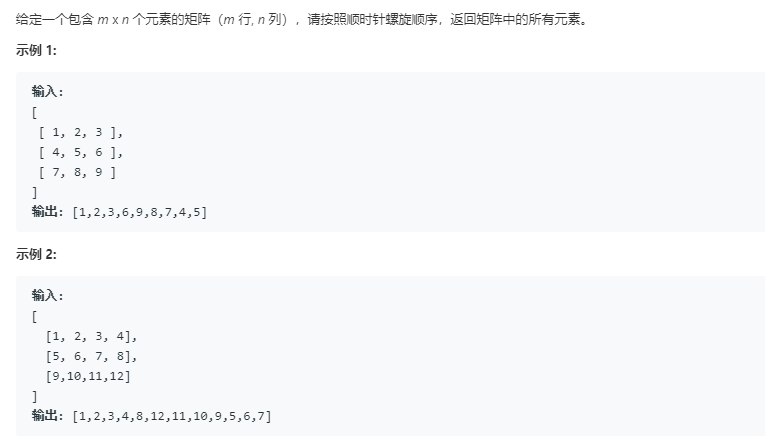 给定一个包含 m x n 个元素的矩阵（m 行, n 列），请按照顺时针螺旋顺序，返回矩阵中的所有元素。
示例 1:
输入:
[
 [ 1, 2, 3 ],
 [ 4, 5, 6 ],
 [ 7, 8, 9 ]
]
输出: [1,2,3,6,9,8,7,4,5]
示例 2:
输入:
[
  [1, 2, 3, 4],
  [5, 6, 7, 8],
  [9,10,11,12]
]
输出: [1,2,3,4,8,12,11,10,9,5,6,7]